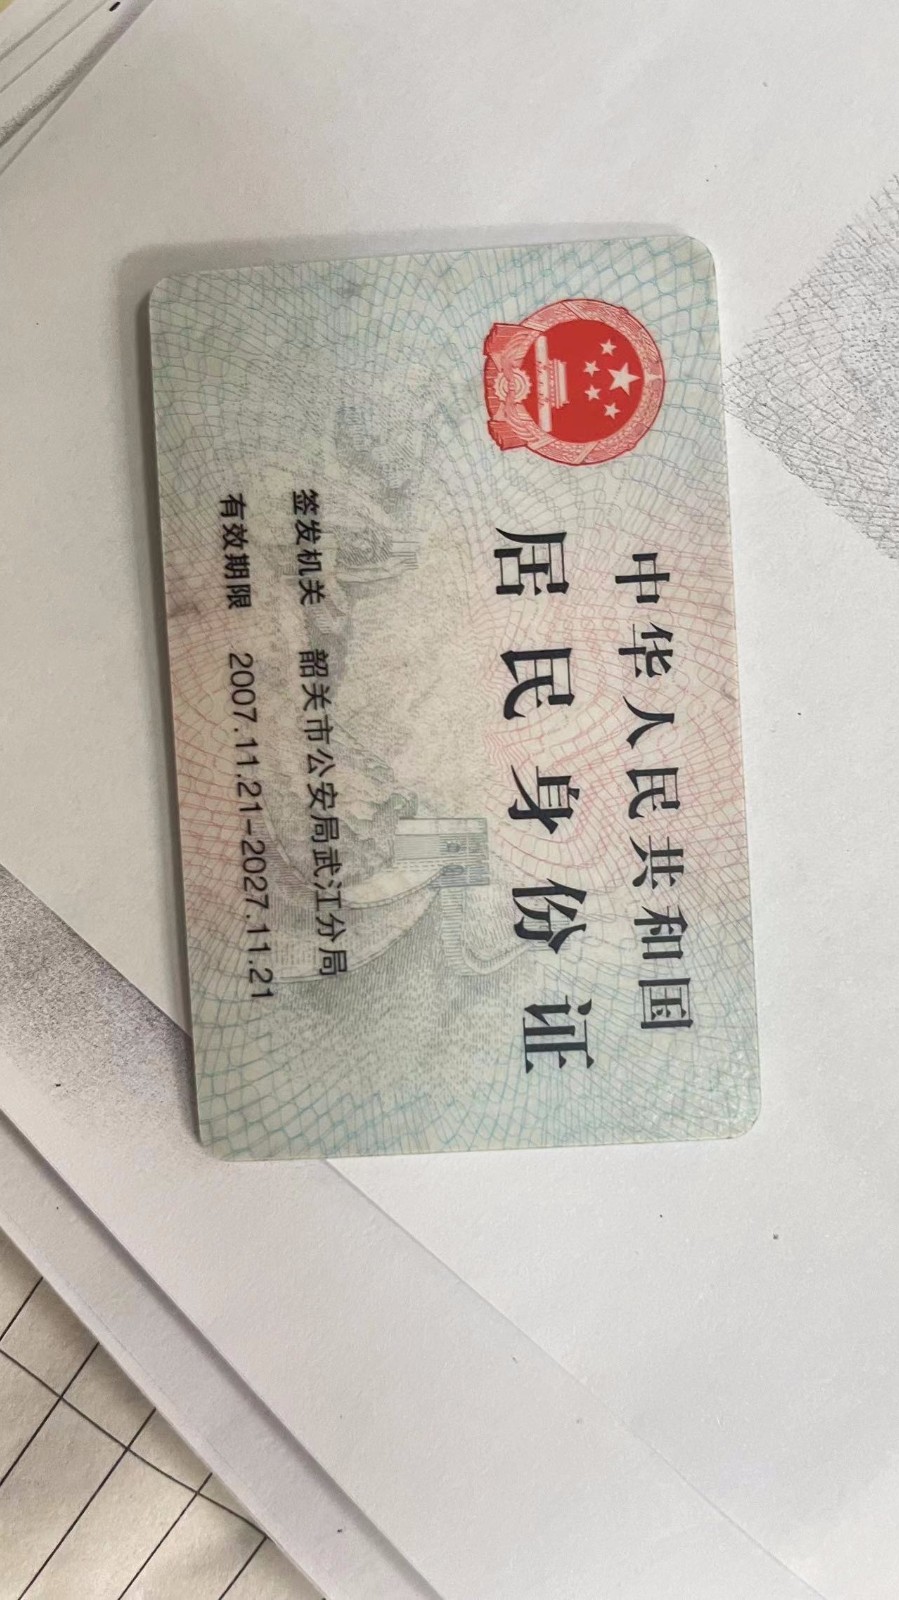 中华人民共和国
居民身份证
签发机关 韶关市公安局武江分局
有效期限 2007.11.21-2027.11.21